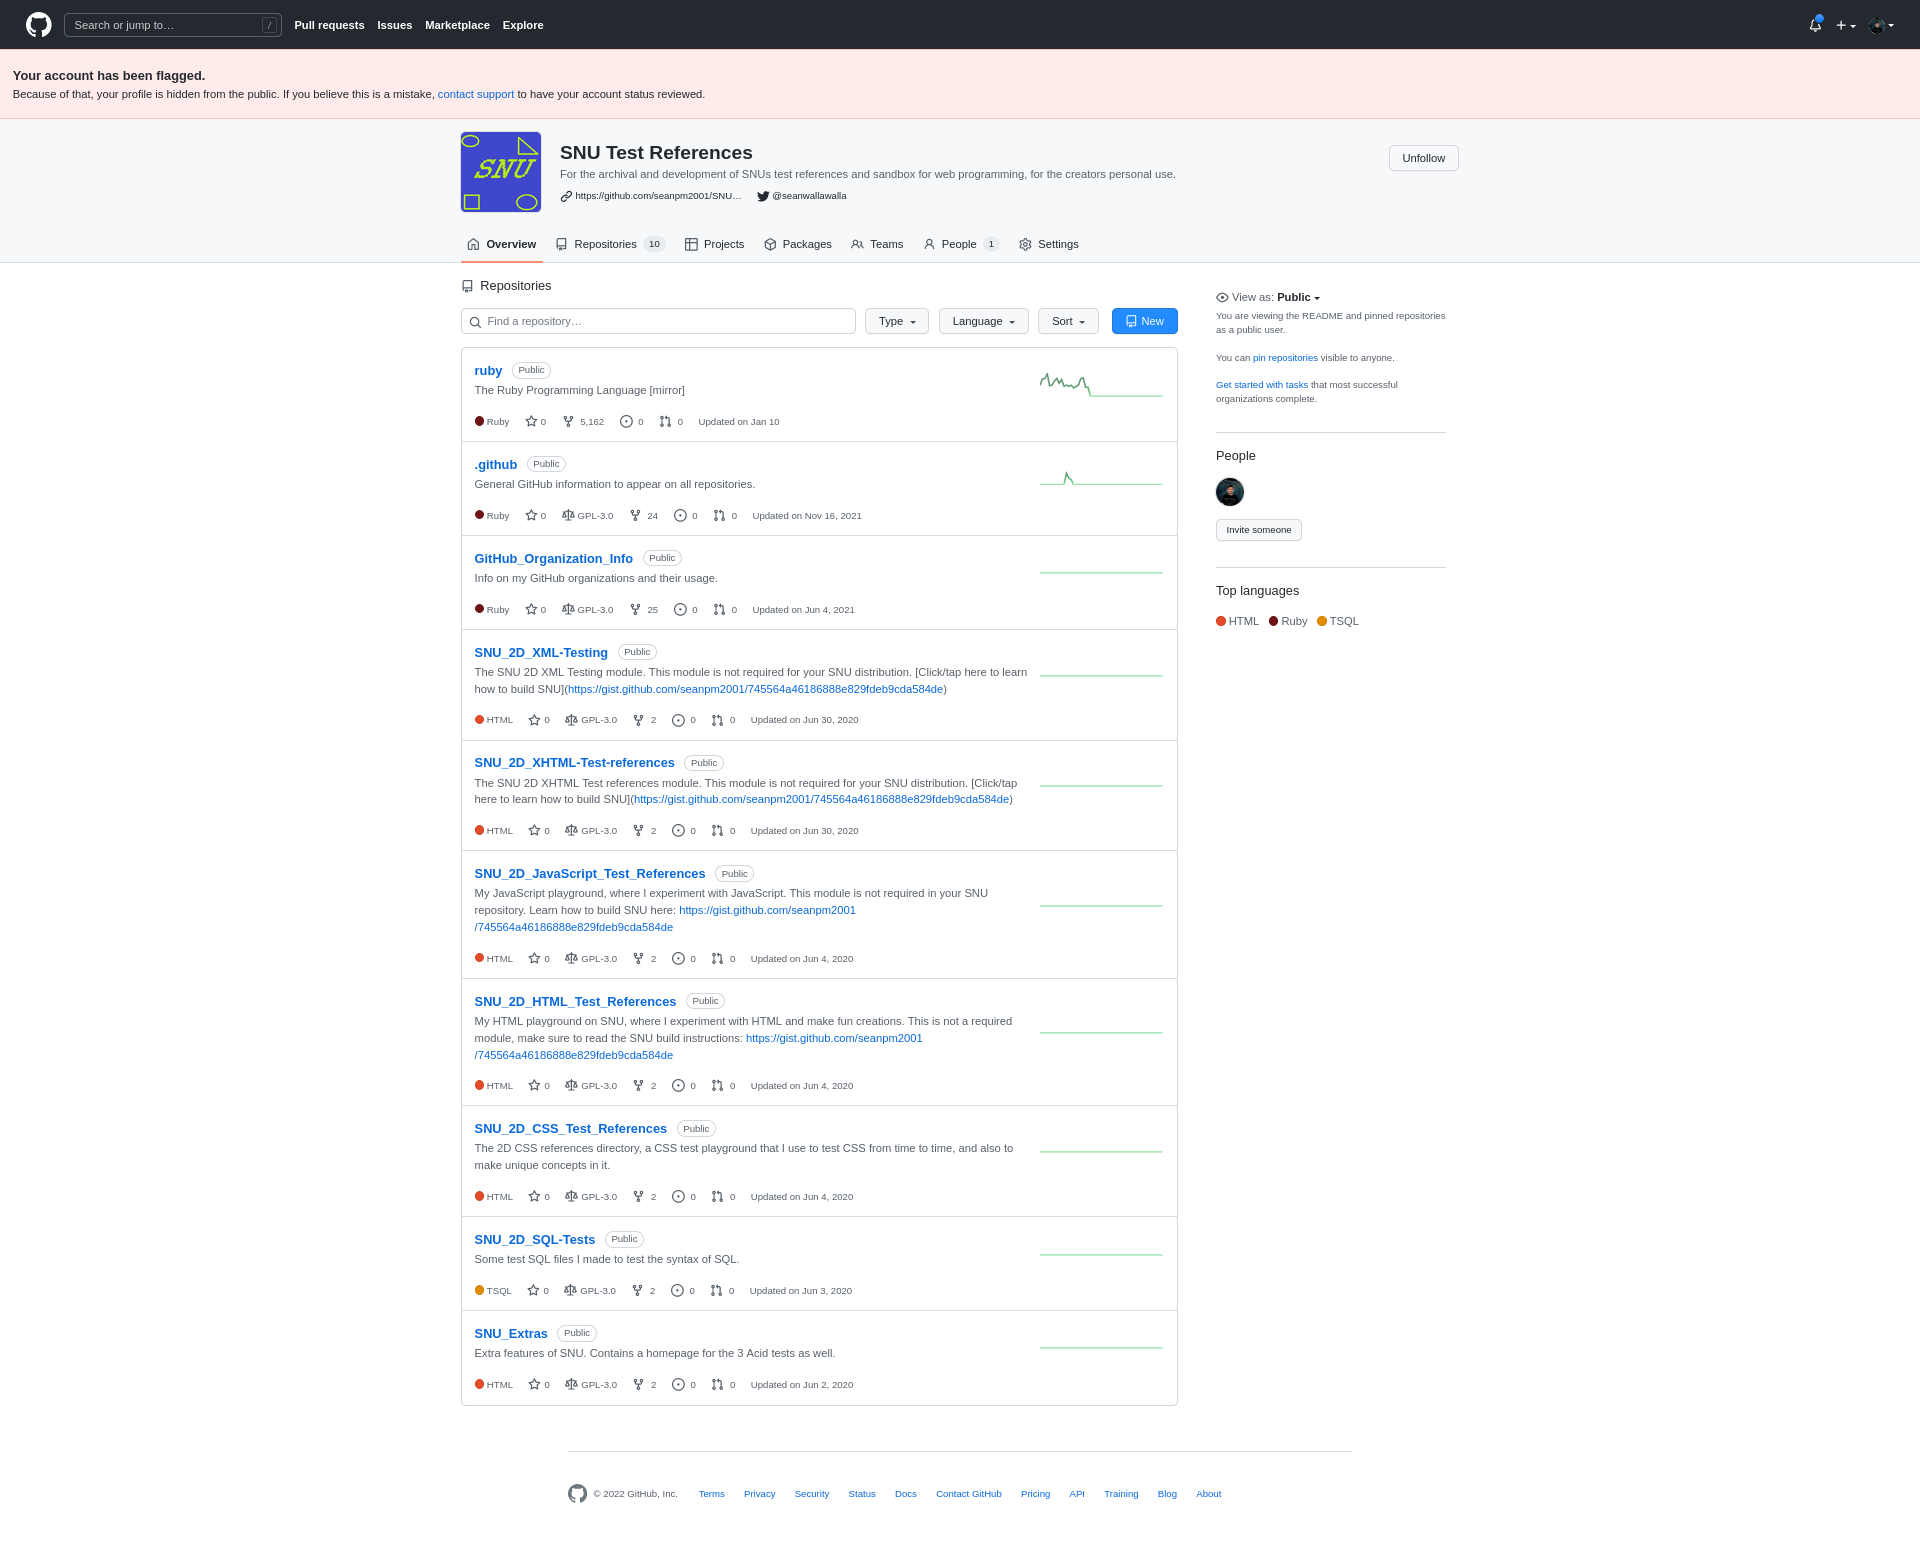 Search or jump to… /
Pull requests Issues Marketplace Explore
Your account has been flagged.
Because of that, your profile is hidden from the public. If you believe this is a mistake, contact support to have your account status reviewed.
SNU
SNU Test References
For the archival and development of SNUs test references and sandbox for web programming, for the creators personal use.
https://github.com/seanpm2001/SNU… @seanwallawalla
Unfollow
Overview Repositories 10 Projects Packages Teams People 1 Settings
Repositories
Find a repository… Type Language Sort New
ruby Public
The Ruby Programming Language [mirror]
Ruby 0 5,162 0 0 Updated on Jan 10
.github Public
General GitHub information to appear on all repositories.
Ruby 0 GPL-3.0 24 0 0 Updated on Nov 16, 2021
GitHub_Organization_Info Public
Info on my GitHub organizations and their usage.
Ruby 0 GPL-3.0 25 0 0 Updated on Jun 4, 2021
SNU_2D_XML-Testing Public
The SNU 2D XML Testing module. This module is not required for your SNU distribution. [Click/tap here to learn
how to build SNU](https://gist.github.com/seanpm2001/745564a46186888e829fdeb9cda584de)
HTML 0 GPL-3.0 2 0 0 Updated on Jun 30, 2020
SNU_2D_XHTML-Test-references Public
The SNU 2D XHTML Test references module. This module is not required for your SNU distribution. [Click/tap
here to learn how to build SNU](https://gist.github.com/seanpm2001/745564a46186888e829fdeb9cda584de)
HTML 0 GPL-3.0 2 0 0 Updated on Jun 30, 2020
SNU_2D_JavaScript_Test_References Public
My JavaScript playground, where I experiment with JavaScript. This module is not required in your SNU
repository. Learn how to build SNU here: https://gist.github.com/seanpm2001
/745564a46186888e829fdeb9cda584de
HTML 0 GPL-3.0 2 0 0 Updated on Jun 4, 2020
SNU_2D_HTML_Test_References Public
My HTML playground on SNU, where I experiment with HTML and make fun creations. This is not a required
module, make sure to read the SNU build instructions: https://gist.github.com/seanpm2001
/745564a46186888e829fdeb9cda584de
HTML 0 GPL-3.0 2 0 0 Updated on Jun 4, 2020
SNU_2D_CSS_Test_References Public
The 2D CSS references directory, a CSS test playground that I use to test CSS from time to time, and also to
make unique concepts in it.
HTML 0 GPL-3.0 2 0 0 Updated on Jun 4, 2020
SNU_2D_SQL-Tests Public
Some test SQL files I made to test the syntax of SQL.
TSQL 0 GPL-3.0 2 0 0 Updated on Jun 3, 2020
SNU_Extras Public
Extra features of SNU. Contains a homepage for the 3 Acid tests as well.
HTML 0 GPL-3.0 2 0 0 Updated on Jun 2, 2020
View as: Public
You are viewing the README and pinned repositories
as a public user.
You can pin repositories visible to anyone.
Get started with tasks that most successful
organizations complete.
People
Invite someone
Top languages
HTML Ruby TSQL
© 2022 GitHub, Inc. Terms Privacy Security Status Docs Contact GitHub Pricing API Training Blog About